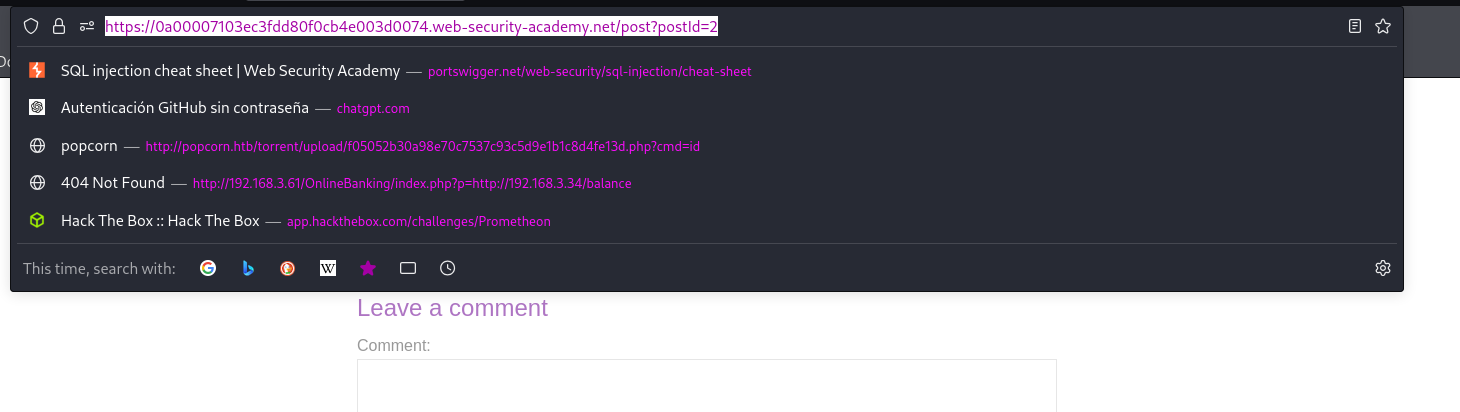 https://0a00007103ec3fdd80f0cb4e003d0074.web-security-academy.net/post?postId=2
SQL injection cheat sheet | Web Security Academy — portswigger.net/web-security/sql-injection/cheat-sheet
Autenticación GitHub sin contraseña — chatgpt.com
popcorn — http://popcorn.htb/torrent/upload/f05052b30a98e70c7537c93c5d9e1b1c8d4fe13d.php?cmd=id
404 Not Found — http://192.168.3.61/OnlineBanking/index.php?p=http://192.168.3.34/balance
Hack The Box :: Hack The Box — app.hackthebox.com/challenges/Prometheon
This time, search with: W
Leave a comment
Comment: